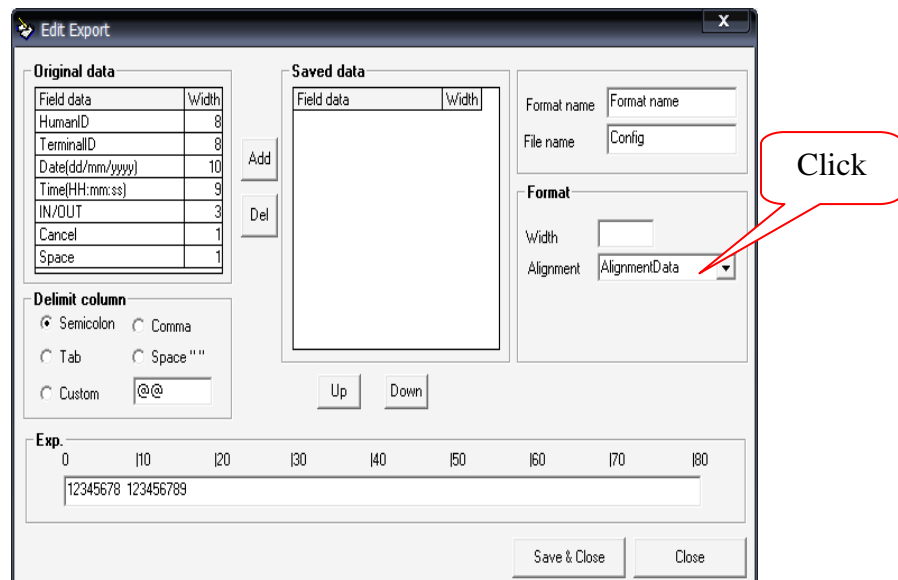 Edit Export
X
Original data
Field data Width
HumanID 8
TerminalID 8
Date(dd/mm/yyyy) 10
Time(HH:mm:ss) 9
IN/OUT 3
Cancel 1
Space 1
Add
Del
Saved data
Field data Width
Format name Format name
File name Config
Click
Format
Width
Alignment AlignmentData
Delimit column
Semicolon Comma
Tab Space " "
Custom @@
Up Down
Exp.
0 |10 |20 |30 |40 |50 |60 |70 |80
12345678 123456789
Save & Close Close